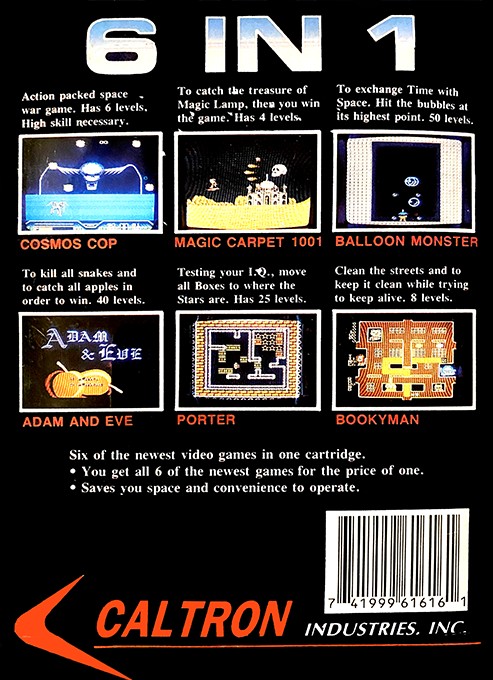 6 IN 1
Action packed space
war game. Has 6 levels.
High skill necessary.
To catch the treasure of
Magic Lamp, then you win
the game. Has 4 levels.
To exchange Time with
Space. Hit the bubbles at
its highest point. 50 levels.
COSMOS COP
MAGIC CARPET 1001
BALLOON MONSTER
To kill all snakes and
to catch all apples in
order to win. 40 levels.
Testing your I.Q., move
all Boxes to where the
Stars are. Has 25 levels.
Clean the streets and to
keep it clean while trying
to keep alive. 8 levels.
ADAM
& EVE
ADAM AND EVE
PORTER
BOOKYMAN
Six of the newest video games in one cartridge.
• You get all 6 of the newest games for the price of one.
• Saves you space and convenience to operate.
7 41999 61616 1
CALTRON INDUSTRIES, INC.